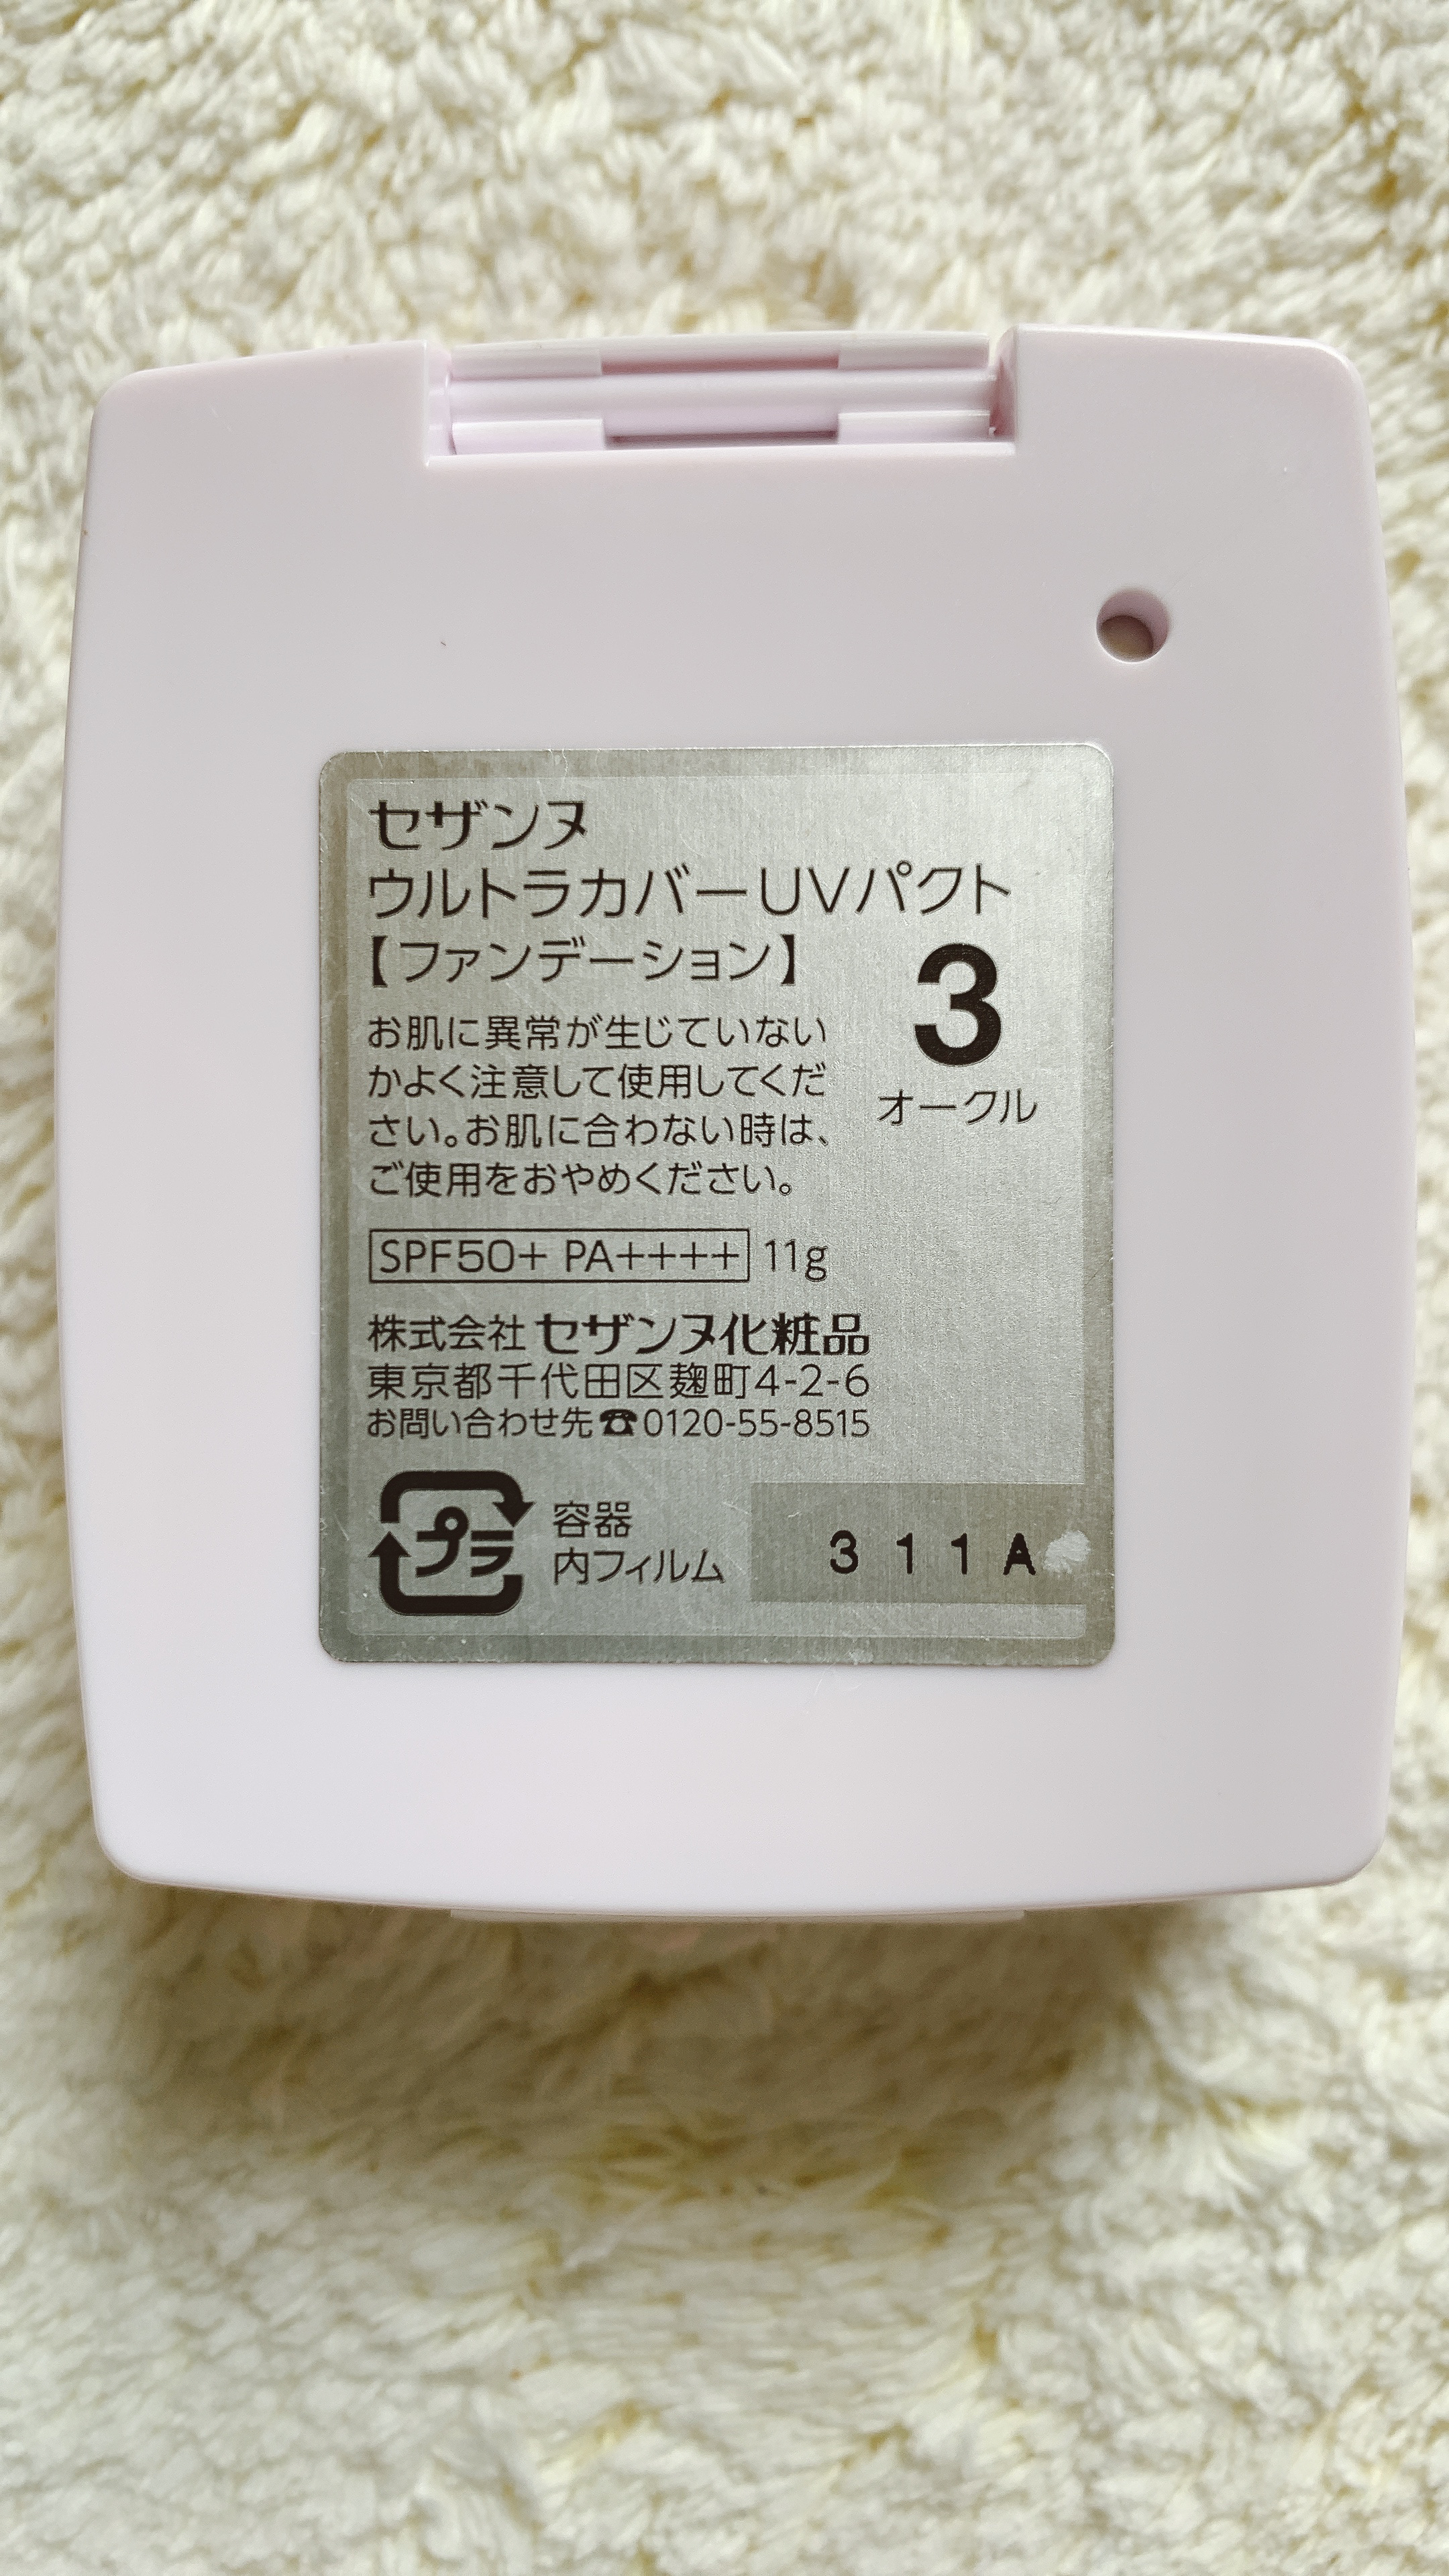 セザンヌ
ウルトラカバーUVパクト
【ファンデーション】
3
オークル
お肌に異常が生じていない
かよく注意して使用してくだ
さい。お肌に合わない時は、
ご使用をおやめください。
SPF50+ PA++++ 11g
株式会社 セザンヌ化粧品
東京都千代田区麹町4-2-6
お問い合わせ先☎0120-55-8515
プラ
容器
内フィルム
311A